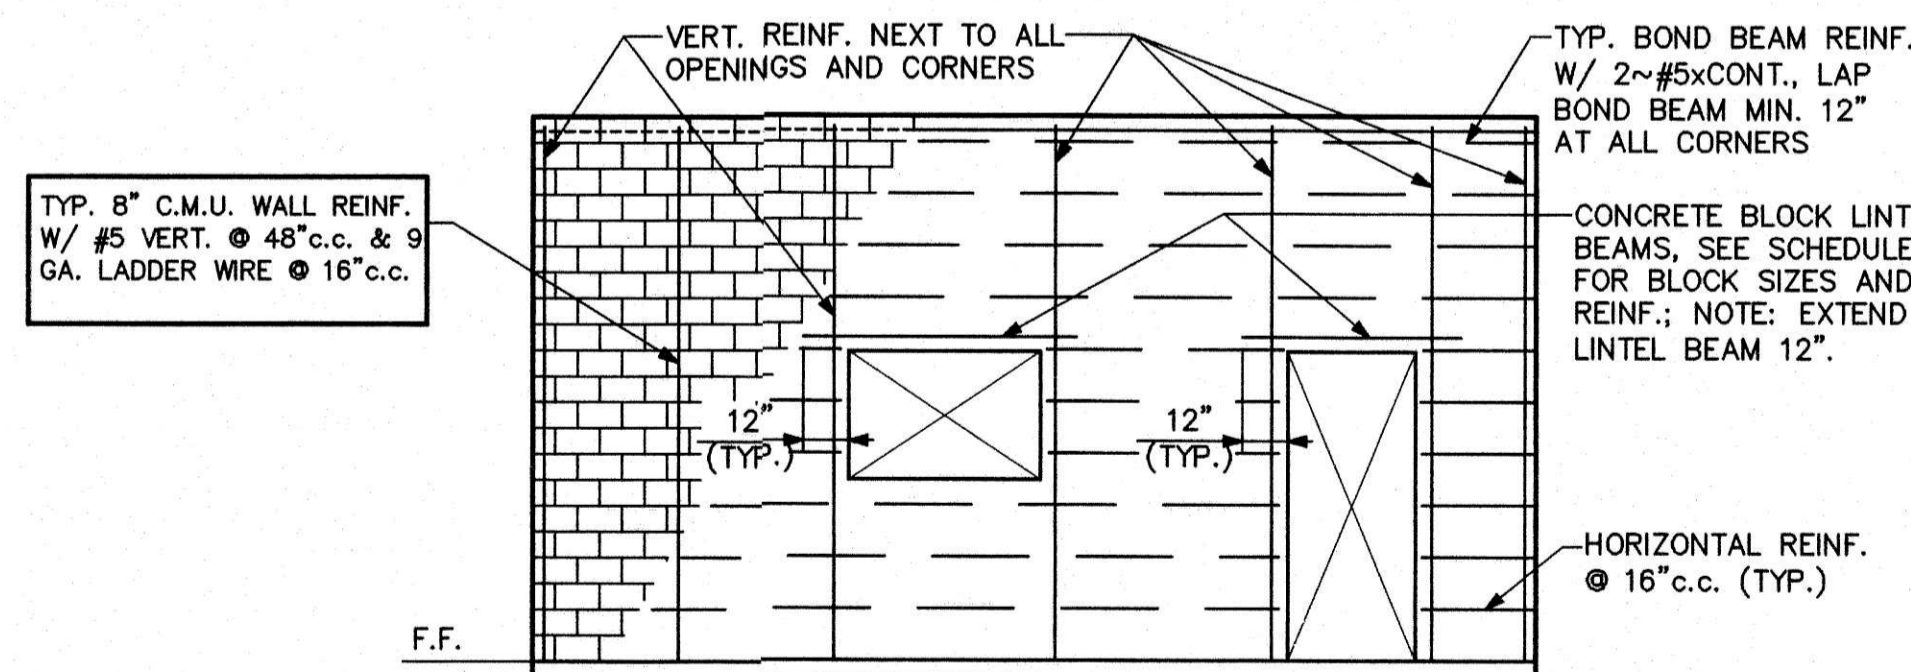 VERT. REINF. NEXT TO ALL
OPENINGS AND CORNERS
TYP. BOND BEAM REINF.
W/ 2~#5xCONT., LAP
BOND BEAM MIN. 12"
AT ALL CORNERS
TYP. 8" C.M.U. WALL REINF.
W/ #5 VERT. @ 48"c.c. & 9
GA. LADDER WIRE @ 16"c.c.
CONCRETE BLOCK LINT
BEAMS, SEE SCHEDULE
FOR BLOCK SIZES AND
REINF.; NOTE: EXTEND
LINTEL BEAM 12".
12"
(TYP.)
12"
(TYP.)
HORIZONTAL REINF.
@ 16"c.c. (TYP.)
F.F.